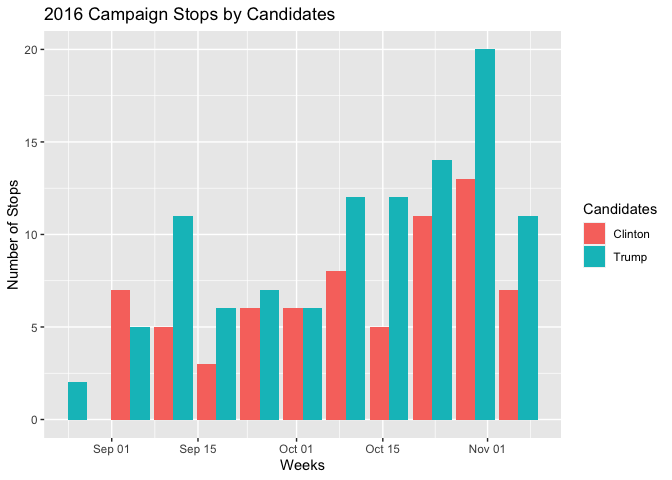 2016 Campaign Stops by Candidates
Number of Stops
20
15
10
5
0
Sep 01
Sep 15
Oct 01
Oct 15
Nov 01
Weeks
Candidates
Clinton
Trump